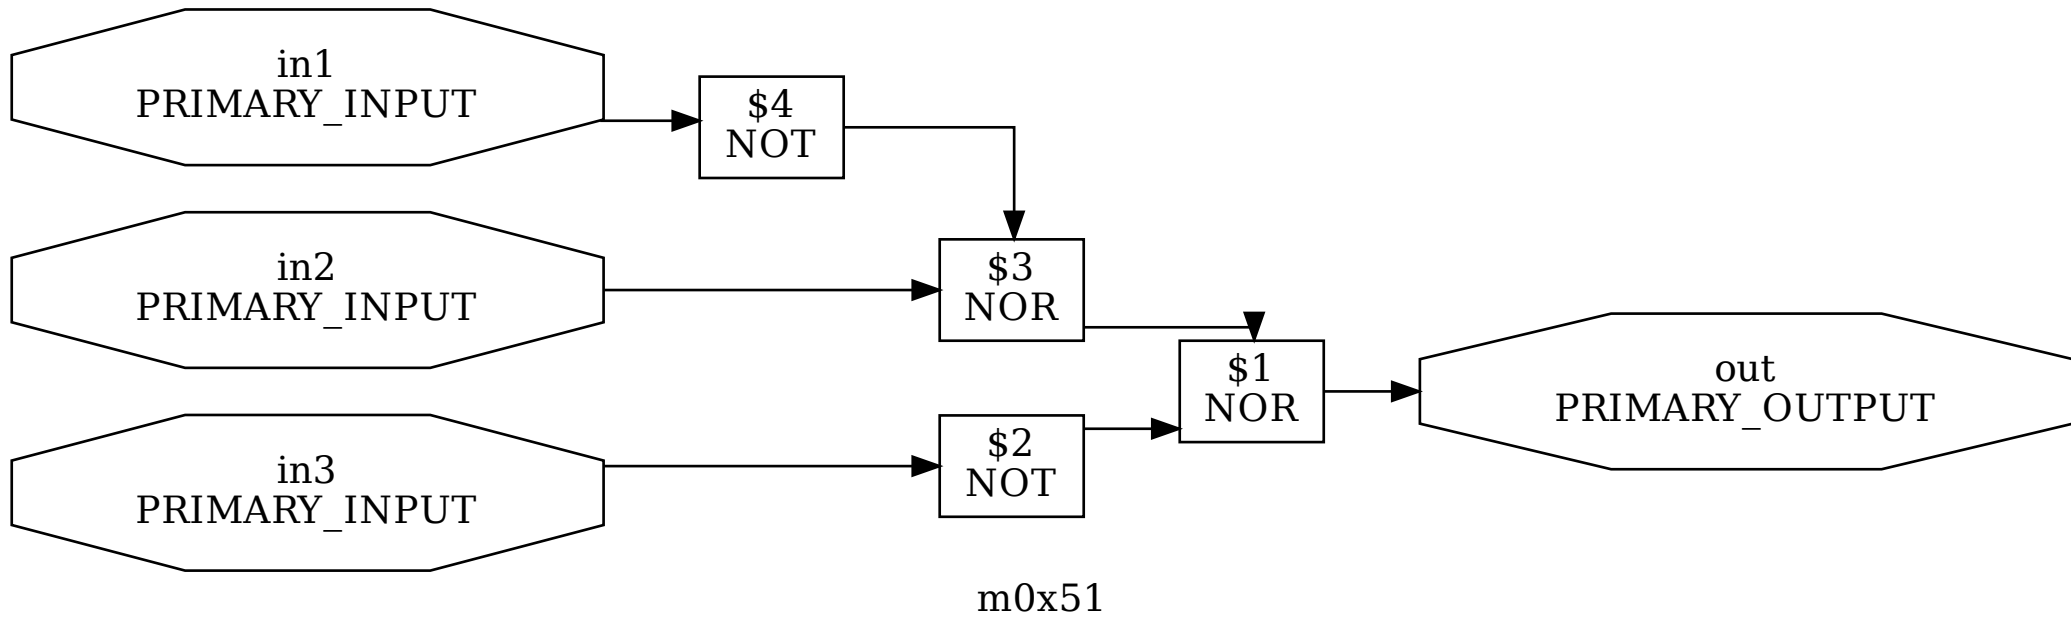 in1
PRIMARY_INPUT
$4
NOT
in2
PRIMARY_INPUT
$3
NOR
in3
PRIMARY_INPUT
$2
NOT
$1
NOR
out
PRIMARY_OUTPUT
m0x51